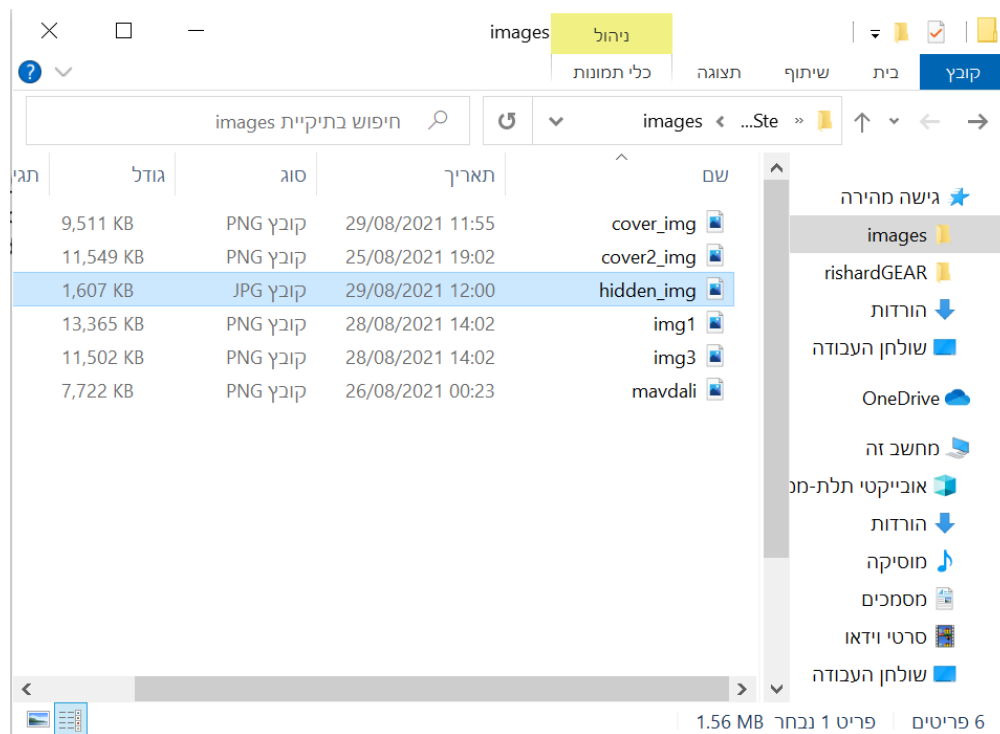 images
ניהול
קובץ
בית
שיתוף
תצוגה
כלי תמונות
?
« Ste... › images
חיפוש בתיקיית images
גישה מהירה
images
rishardGEAR
הורדות
שולחן העבודה
OneDrive
מחשב זה
אובייקטי תלת-ממ
הורדות
מוסיקה
מסמכים
סרטי וידאו
שולחן העבודה
שם תאריך סוג גודל תגי
cover_img 29/08/2021 11:55 קובץ PNG 9,511 KB
cover2_img 25/08/2021 19:02 קובץ PNG 11,549 KB
hidden_img 29/08/2021 12:00 קובץ JPG 1,607 KB
img1 28/08/2021 14:02 קובץ PNG 13,365 KB
img3 28/08/2021 14:02 קובץ PNG 11,502 KB
mavdali 26/08/2021 00:23 קובץ PNG 7,722 KB
6 פריטים פריט 1 נבחר 1.56 MB